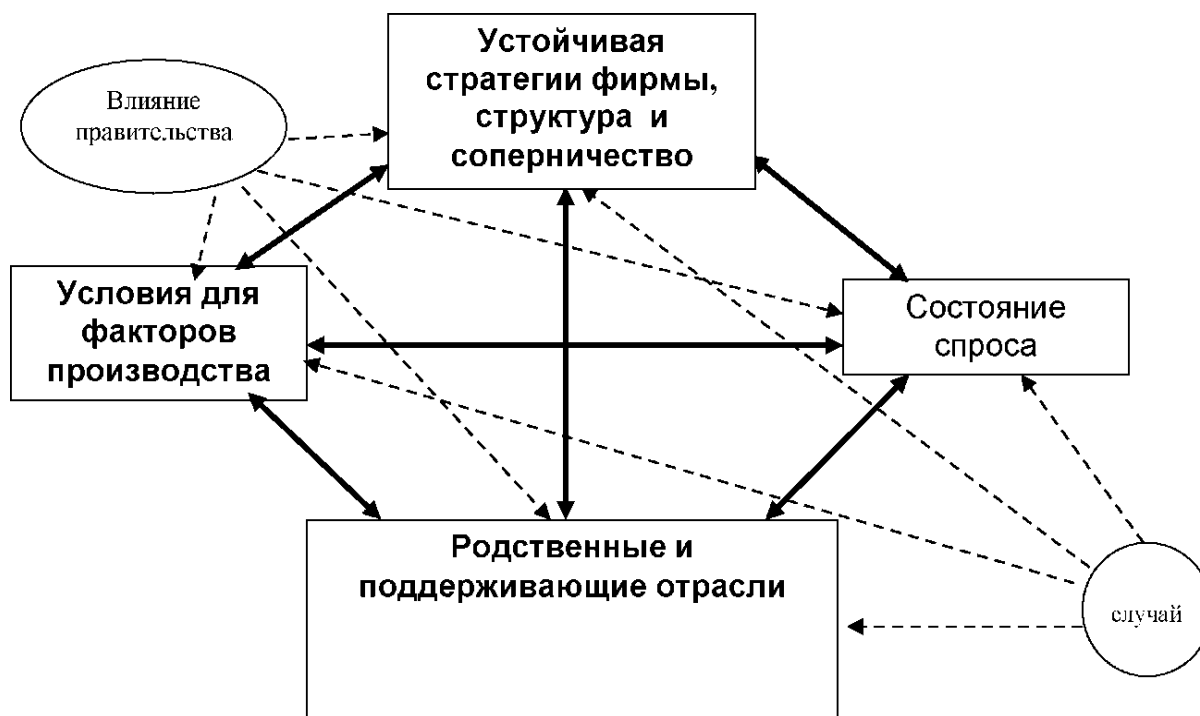 Устойчивая
стратегии фирмы,
структура и
соперничество
Влияние
правительства
Условия для
факторов
производства
Состояние
спроса
Родственные и
поддерживающие отрасли
случай